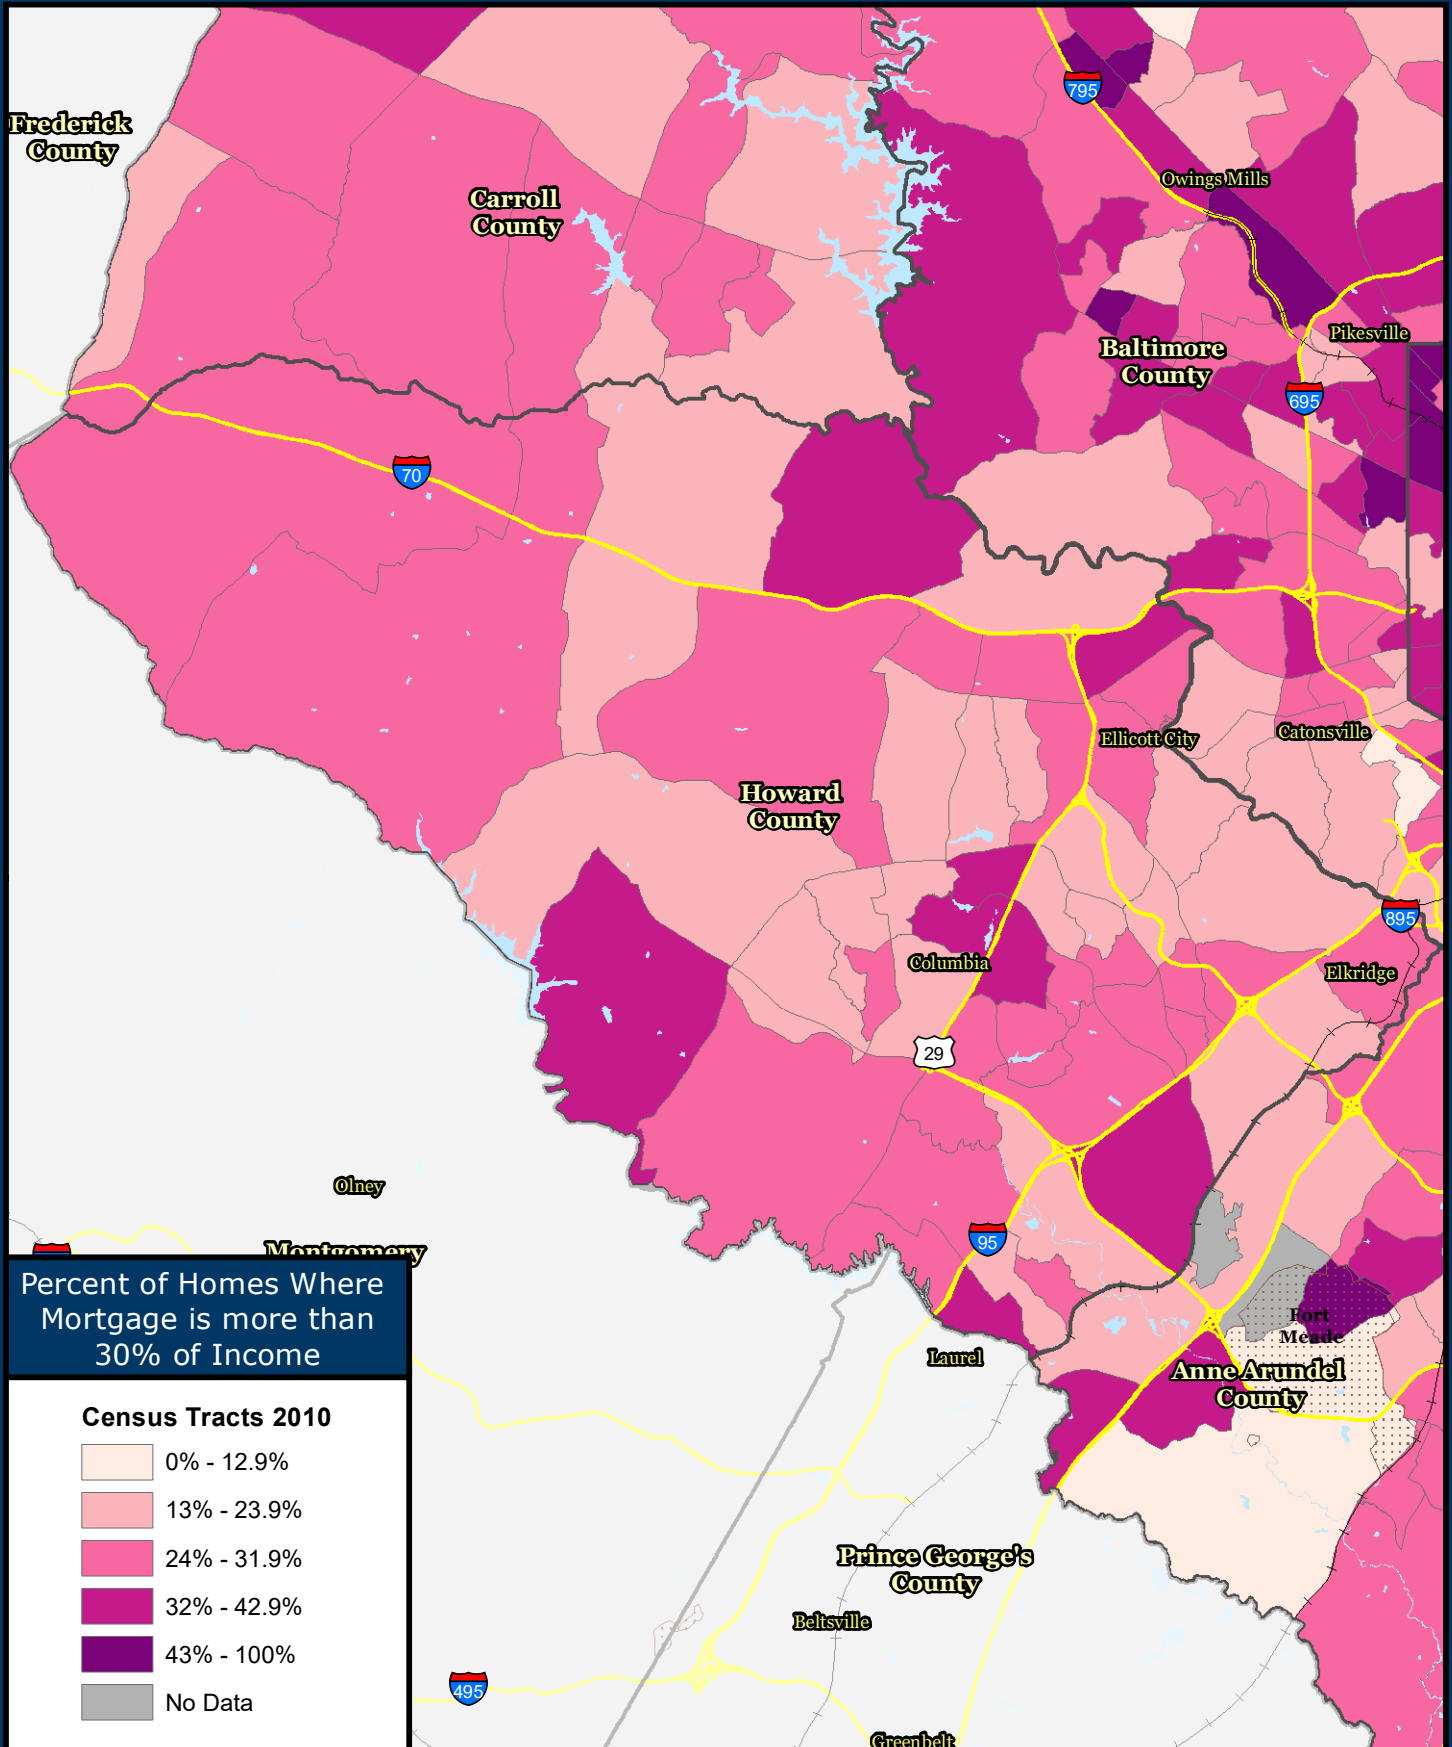 795
Frederick
County
Owings Mills
Carroll
County
Pikesville
Baltimore
County
695
70
Ellicott City
Catonsville
Howard
County
895
Columbia
Elkridge
29
Olney
95
Montgomery
Fort
Meade
Laurel
Anne Arundel
County
Prince George's
County
Beltsville
495
Greenbelt
Percent of Homes Where
Mortgage is more than
30% of Income
Census Tracts 2010
0% - 12.9%
13% - 23.9%
24% - 31.9%
32% - 42.9%
43% - 100%
No Data